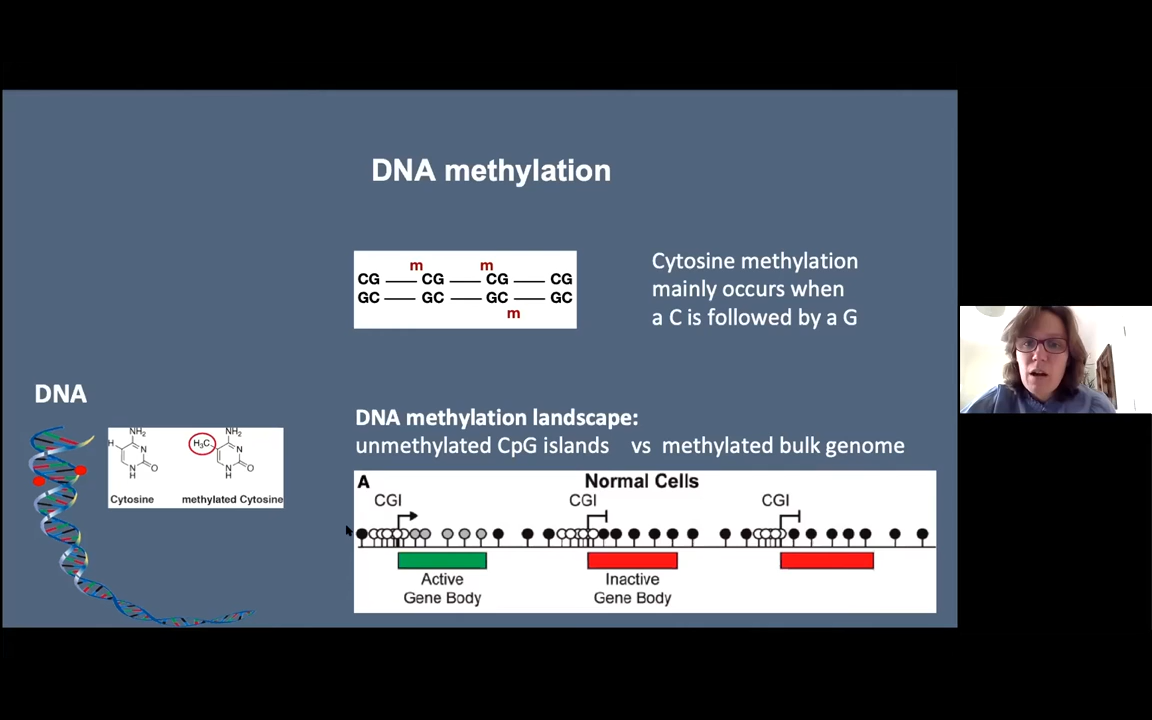 DNA methylation
m m
CG CG CG CG
GC GC GC GC
m
Cytosine methylation
mainly occurs when
a C is followed by a G
DNA
H NH₂ N O N H
Cytosine
H₃C NH₂ N O N H
methylated Cytosine
DNA methylation landscape:
unmethylated CpG islands vs methylated bulk genome
A Normal Cells
CGI CGI CGI
Active
Gene Body
Inactive
Gene Body